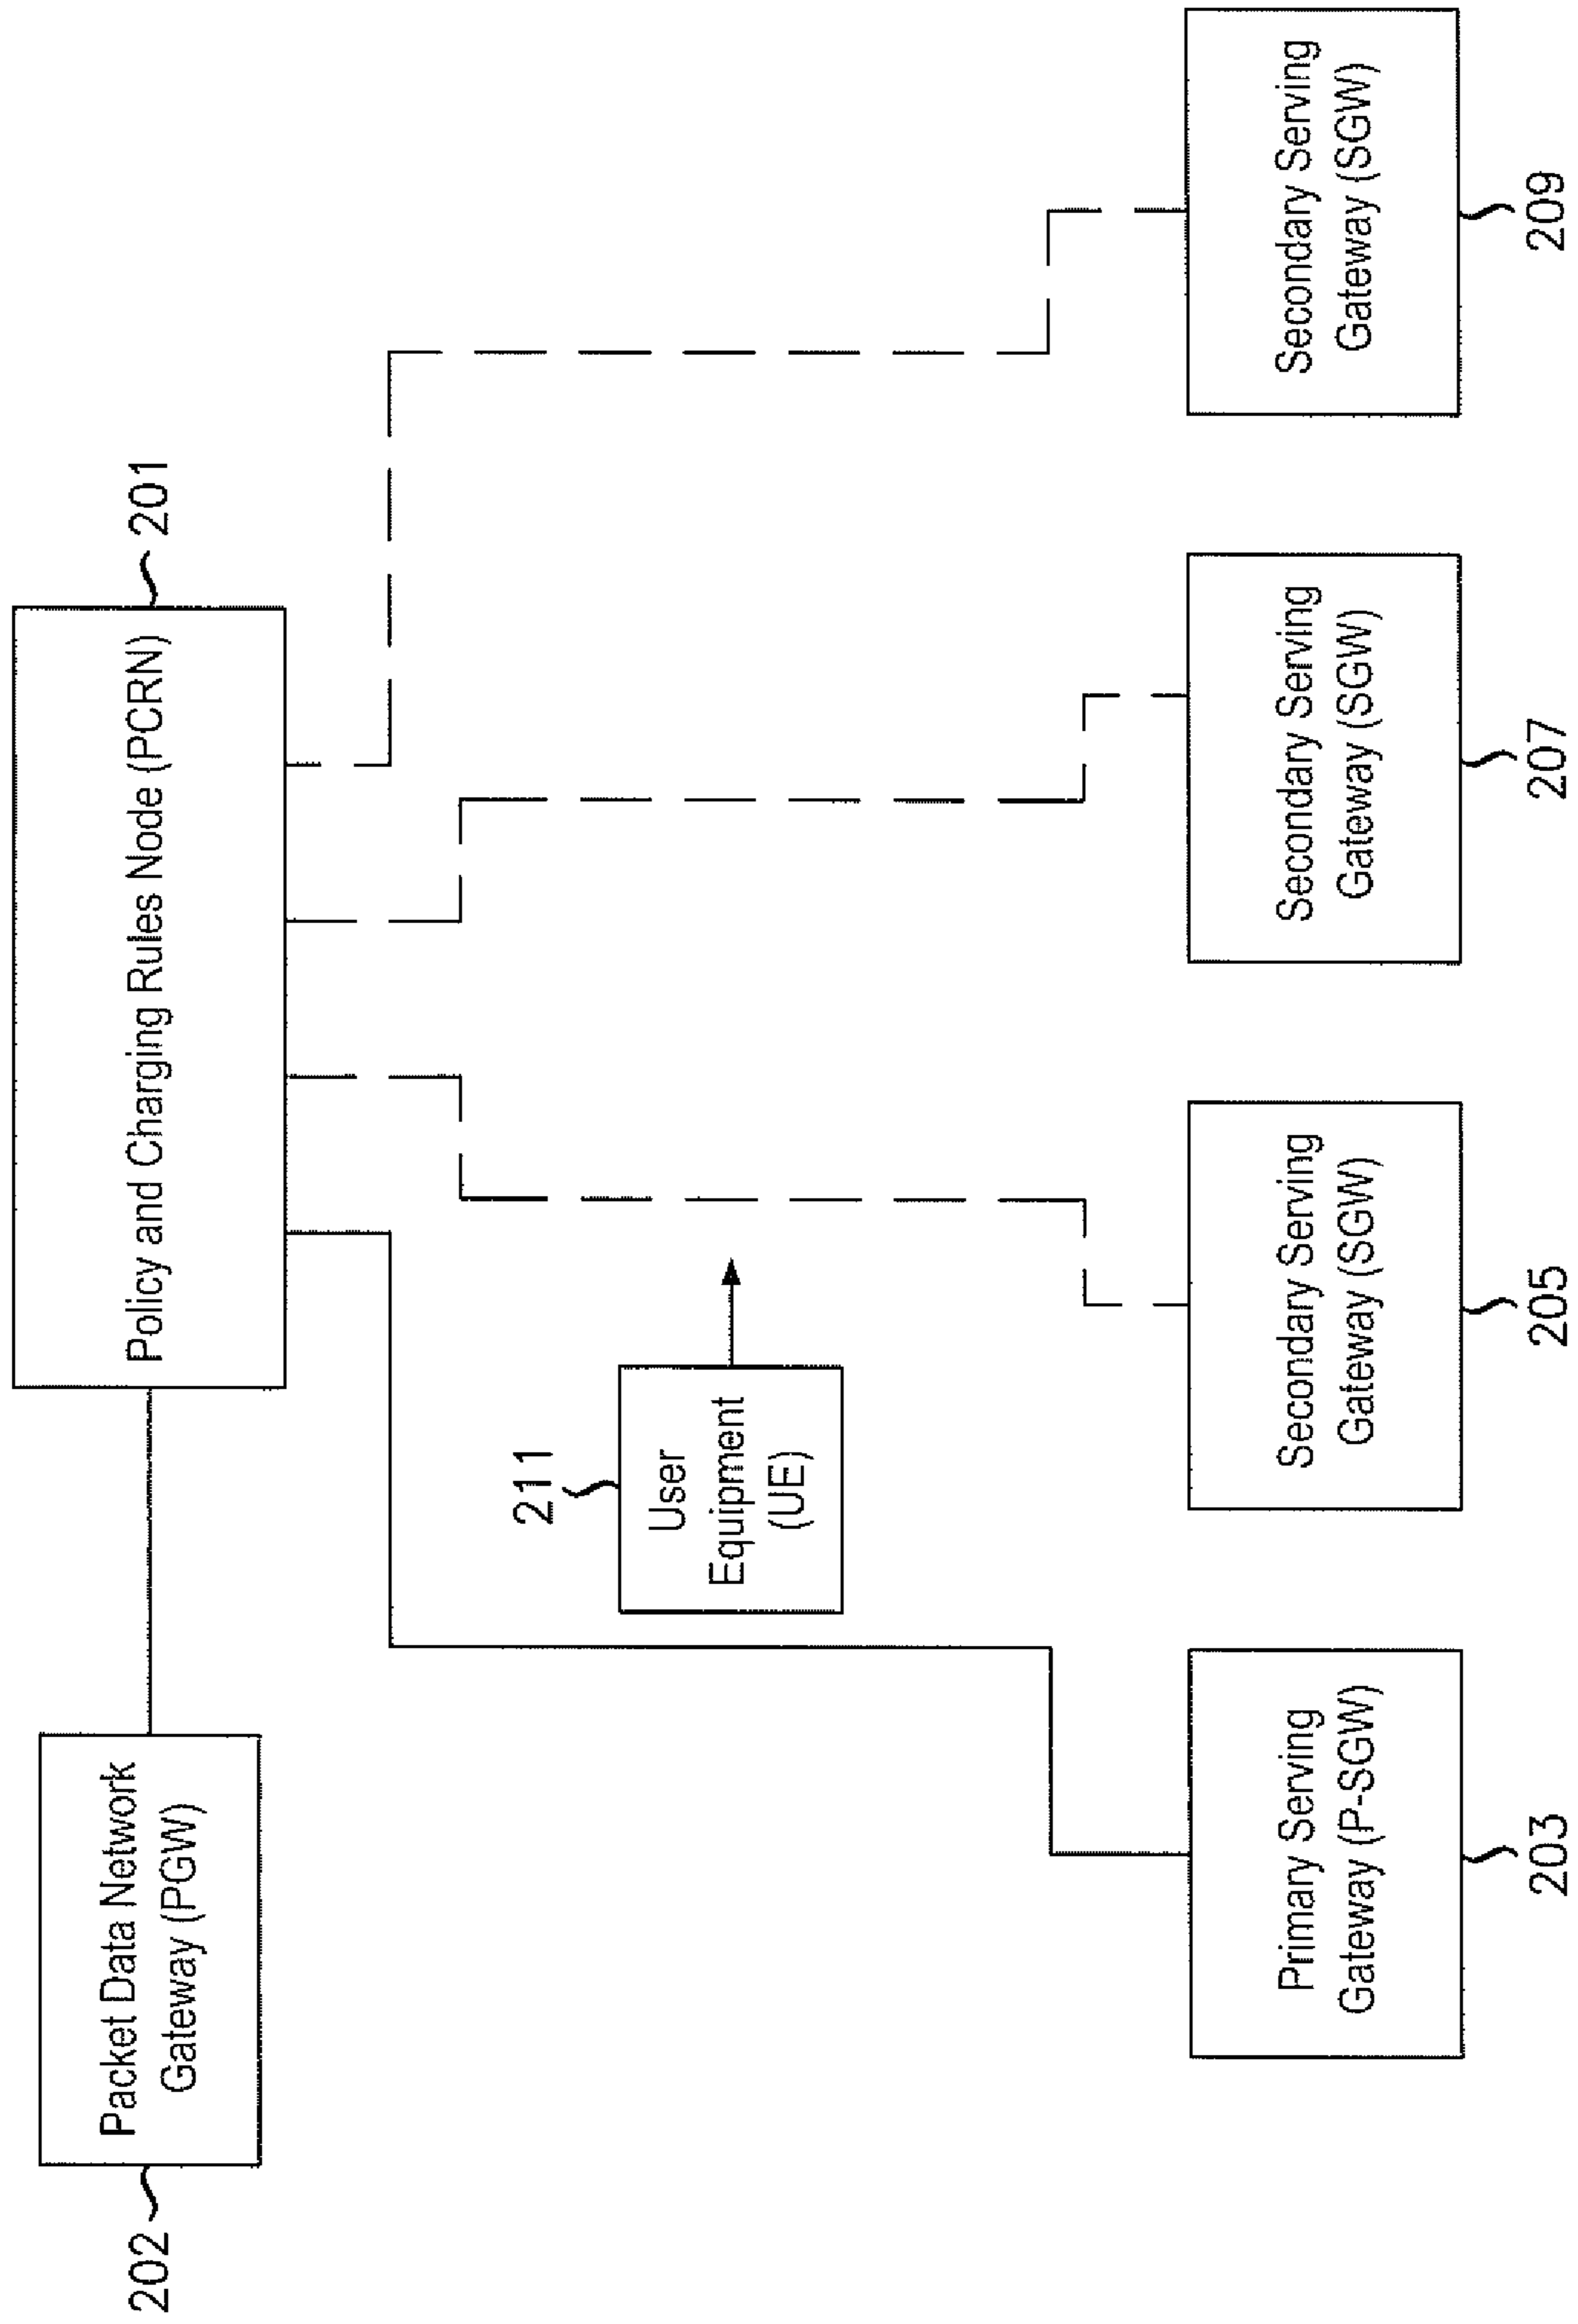 202
Packet Data Network
Gateway (PGW)
Policy and Charging Rules Node (PCRN)
201
211
User
Equipment
(UE)
Primary Serving
Gateway (P-SGW)
203
Secondary Serving
Gateway (SGW)
205
Secondary Serving
Gateway (SGW)
207
Secondary Serving
Gateway (SGW)
209